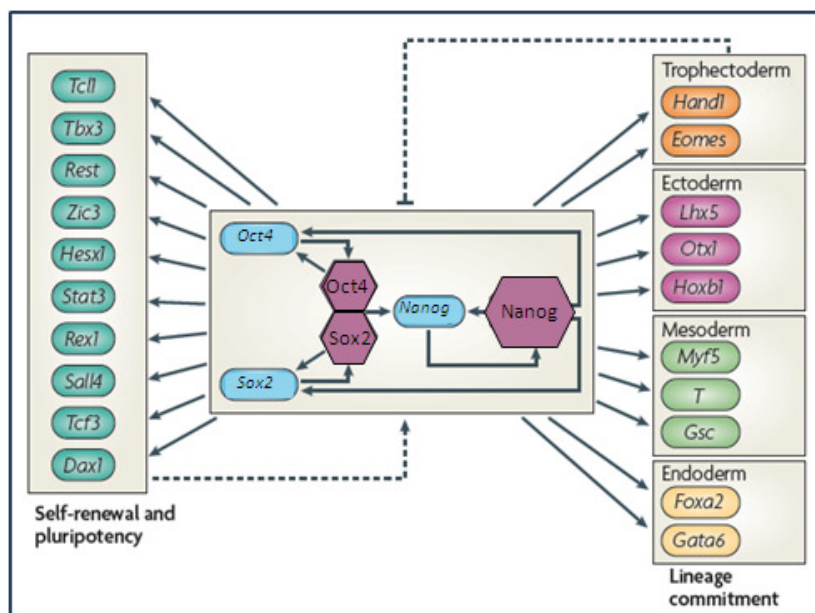 Tcl1
Tbx3
Rest
Zic3
Hesx1
Stat3
Rex1
Sall4
Tcf3
Dax1
Self-renewal and
pluripotency
Oct4
Oct4
Nanog
Nanog
Sox2
Sox2
Trophectoderm
Hand1
Eomes
Ectoderm
Lhx5
Otx1
Hoxb1
Mesoderm
Myf5
T
Gsc
Endoderm
Foxa2
Gata6
Lineage
commitment